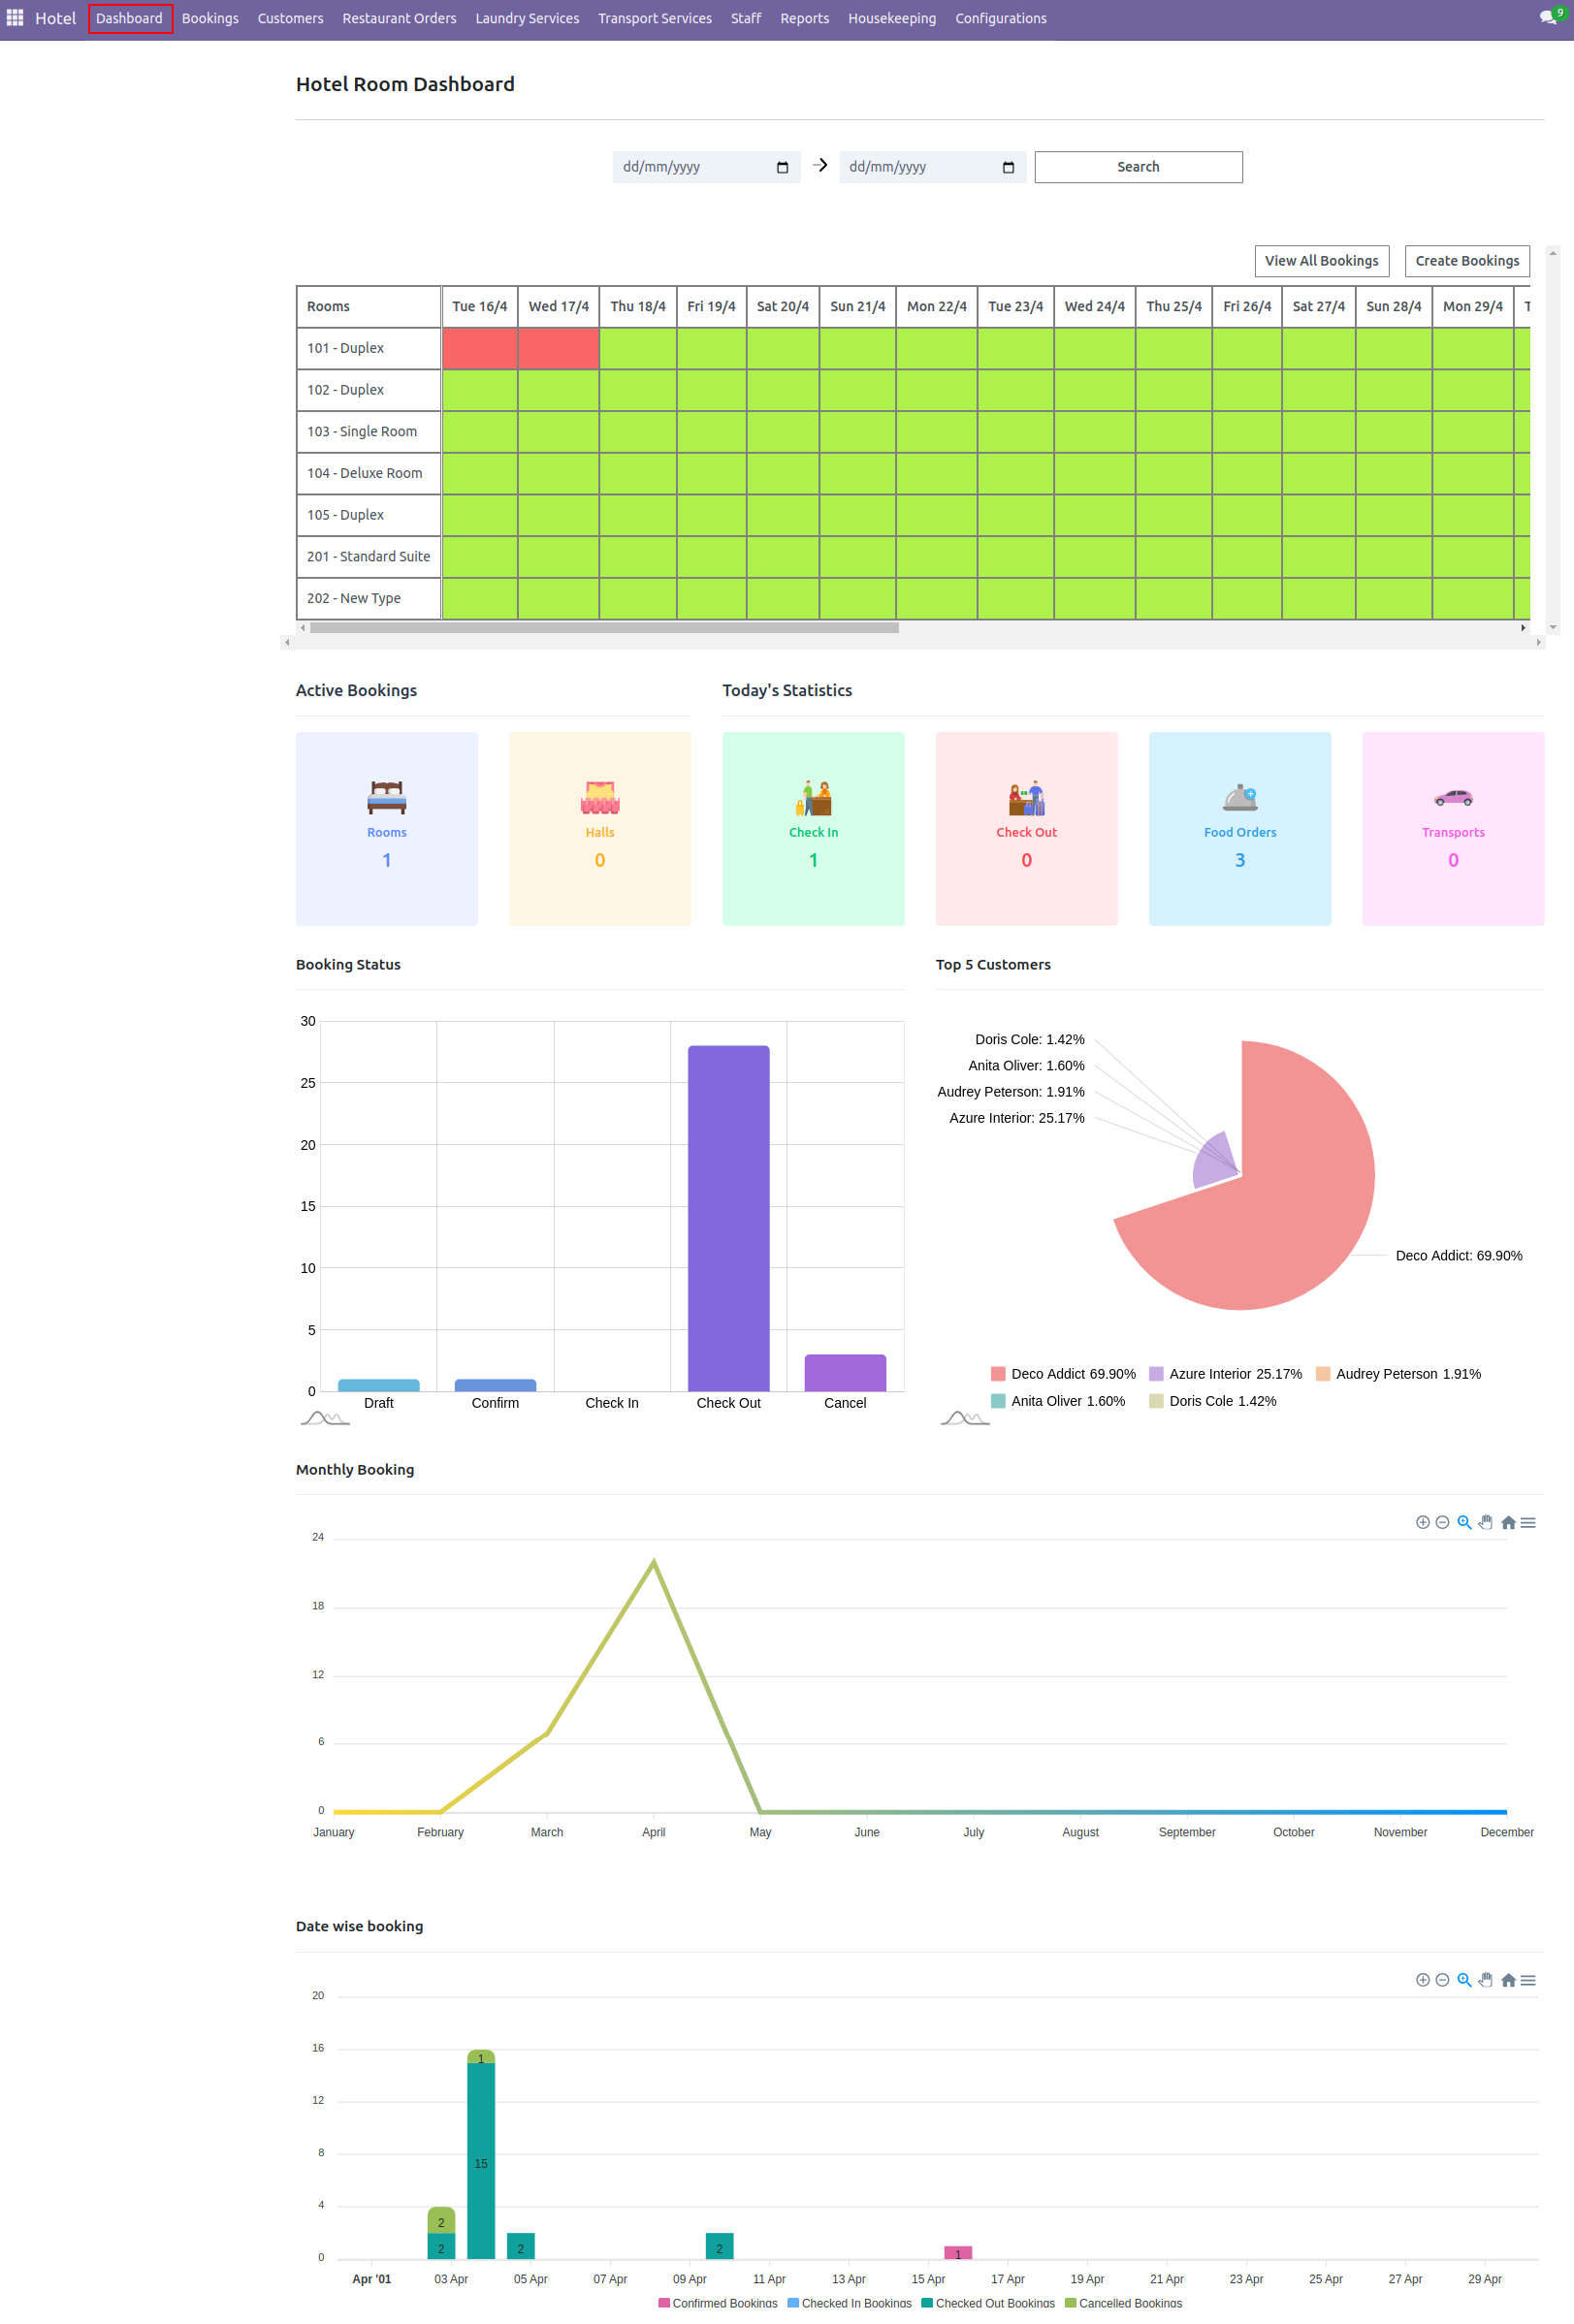 Hotel Dashboard Bookings Customers Restaurant Orders Laundry Services Transport Services Staff Reports Housekeeping Configurations 9
Hotel Room Dashboard
dd/mm/yyyy dd/mm/yyyy Search
View All Bookings Create Bookings
Rooms Tue 16/4 Wed 17/4 Thu 18/4 Fri 19/4 Sat 20/4 Sun 21/4 Mon 22/4 Tue 23/4 Wed 24/4 Thu 25/4 Fri 26/4 Sat 27/4 Sun 28/4 Mon 29/4
101 - Duplex
102 - Duplex
103 - Single Room
104 - Deluxe Room
105 - Duplex
201 - Standard Suite
202 - New Type
Active Bookings Today's Statistics
Rooms Halls Check In Check Out Food Orders Transports
1 0 1 0 3 0
Booking Status
30
25
20
15
10
5
0
Draft Confirm Check In Check Out Cancel
Top 5 Customers
Doris Cole: 1.42%
Anita Oliver: 1.60%
Audrey Peterson: 1.91%
Azure Interior: 25.17%
Deco Addict: 69.90%
Deco Addict 69.90% Azure Interior 25.17% Audrey Peterson 1.91%
Anita Oliver 1.60% Doris Cole 1.42%
Monthly Booking
24
18
12
6
0
January February March April May June July August September October November December
Date wise booking
20
16
12
8
4
0
1
15
2
2
2
2
1
Apr '01 03 Apr 05 Apr 07 Apr 09 Apr 11 Apr 13 Apr 15 Apr 17 Apr 19 Apr 21 Apr 23 Apr 25 Apr 27 Apr 29 Apr
Confirmed Bookings Checked In Bookings Checked Out Bookings Cancelled Bookings